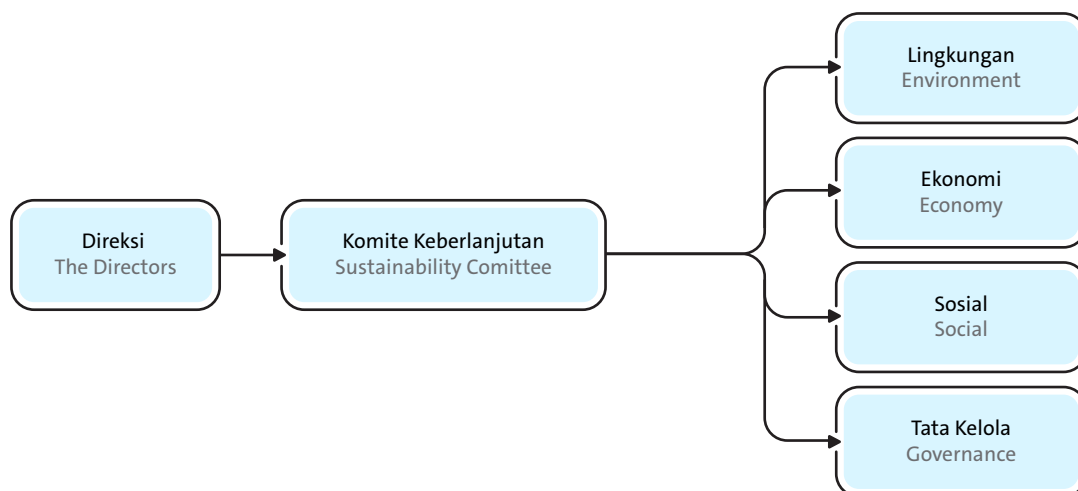 Lingkungan
Environment
Ekonomi
Economy
Direksi
The Directors
Komite Keberlanjutan
Sustainability Comittee
Sosial
Social
Tata Kelola
Governance